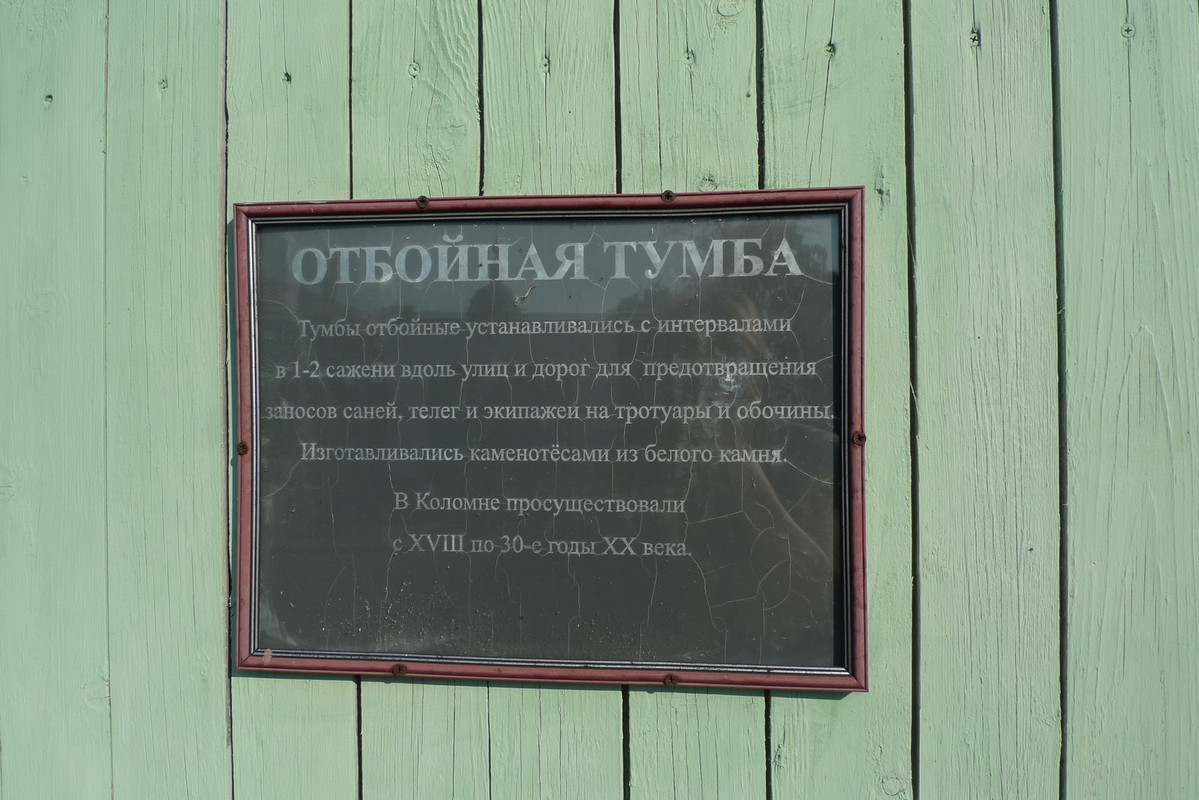 ОТБОЙНАЯ ТУМБА
Тумбы отбойные устанавливались с интервалами
в 1-2 сажени вдоль улиц и дорог для предотвращения
заносов саней, телег и экипажей на тротуары и обочины.
Изготавливались каменотёсами из белого камня.
В Коломне просуществовали
с XVIII по 30-е годы XX века.